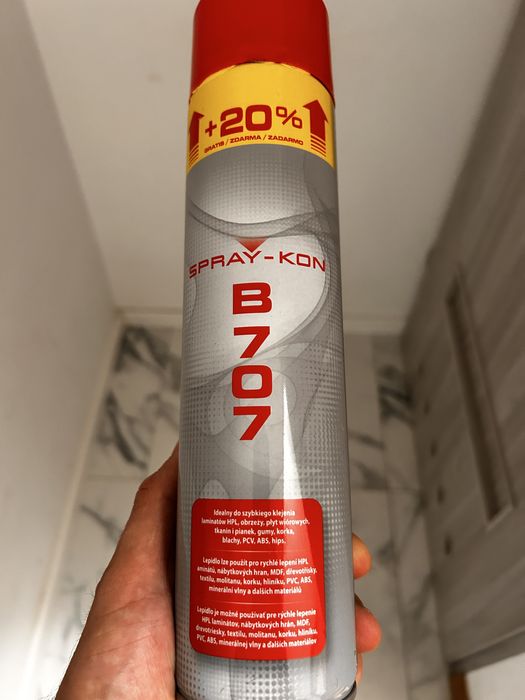 +20%
GRATIS / ZDARMA / ZADARMO
SPRAY-KON
B
7
0
7
Idealny do szybkiego klejenia
laminatów HPL, obrzeży, płyt wiórowych,
tkanin i pianek, gumy, korka,
blachy, PCV, ABS, hips.
Lepidlo lze použít pro rychlé lepení HPL
aminátů, nábytkových hran, MDF, dřevotřísky,
textilu, molitanu, korku, hliníku, PVC, ABS,
minerální vlny a dalších materiálů
Lepidlo je možné používať pre rýchle lepenie
HPL laminátov, nábytkových hrán, MDF,
drevotriesky, textilu, molitanu, korku, hliníku,
PVC, ABS, minerálnej vlny a ďalších materiálov